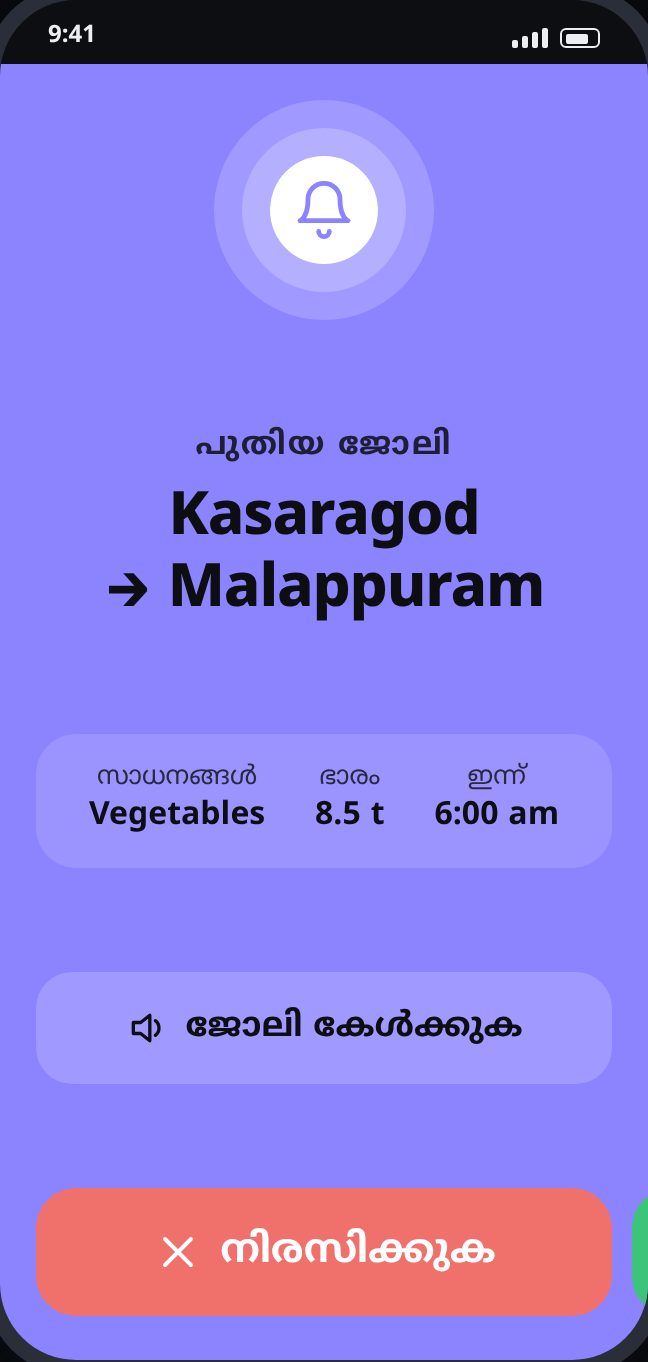 9:41
പുതിയ ജോലി
Kasaragod
→ Malappuram
സാധനങ്ങൾ ഭാരം ഇന്ന്
Vegetables 8.5 t 6:00 am
ജോലി കേൾക്കുക
നിരസിക്കുക